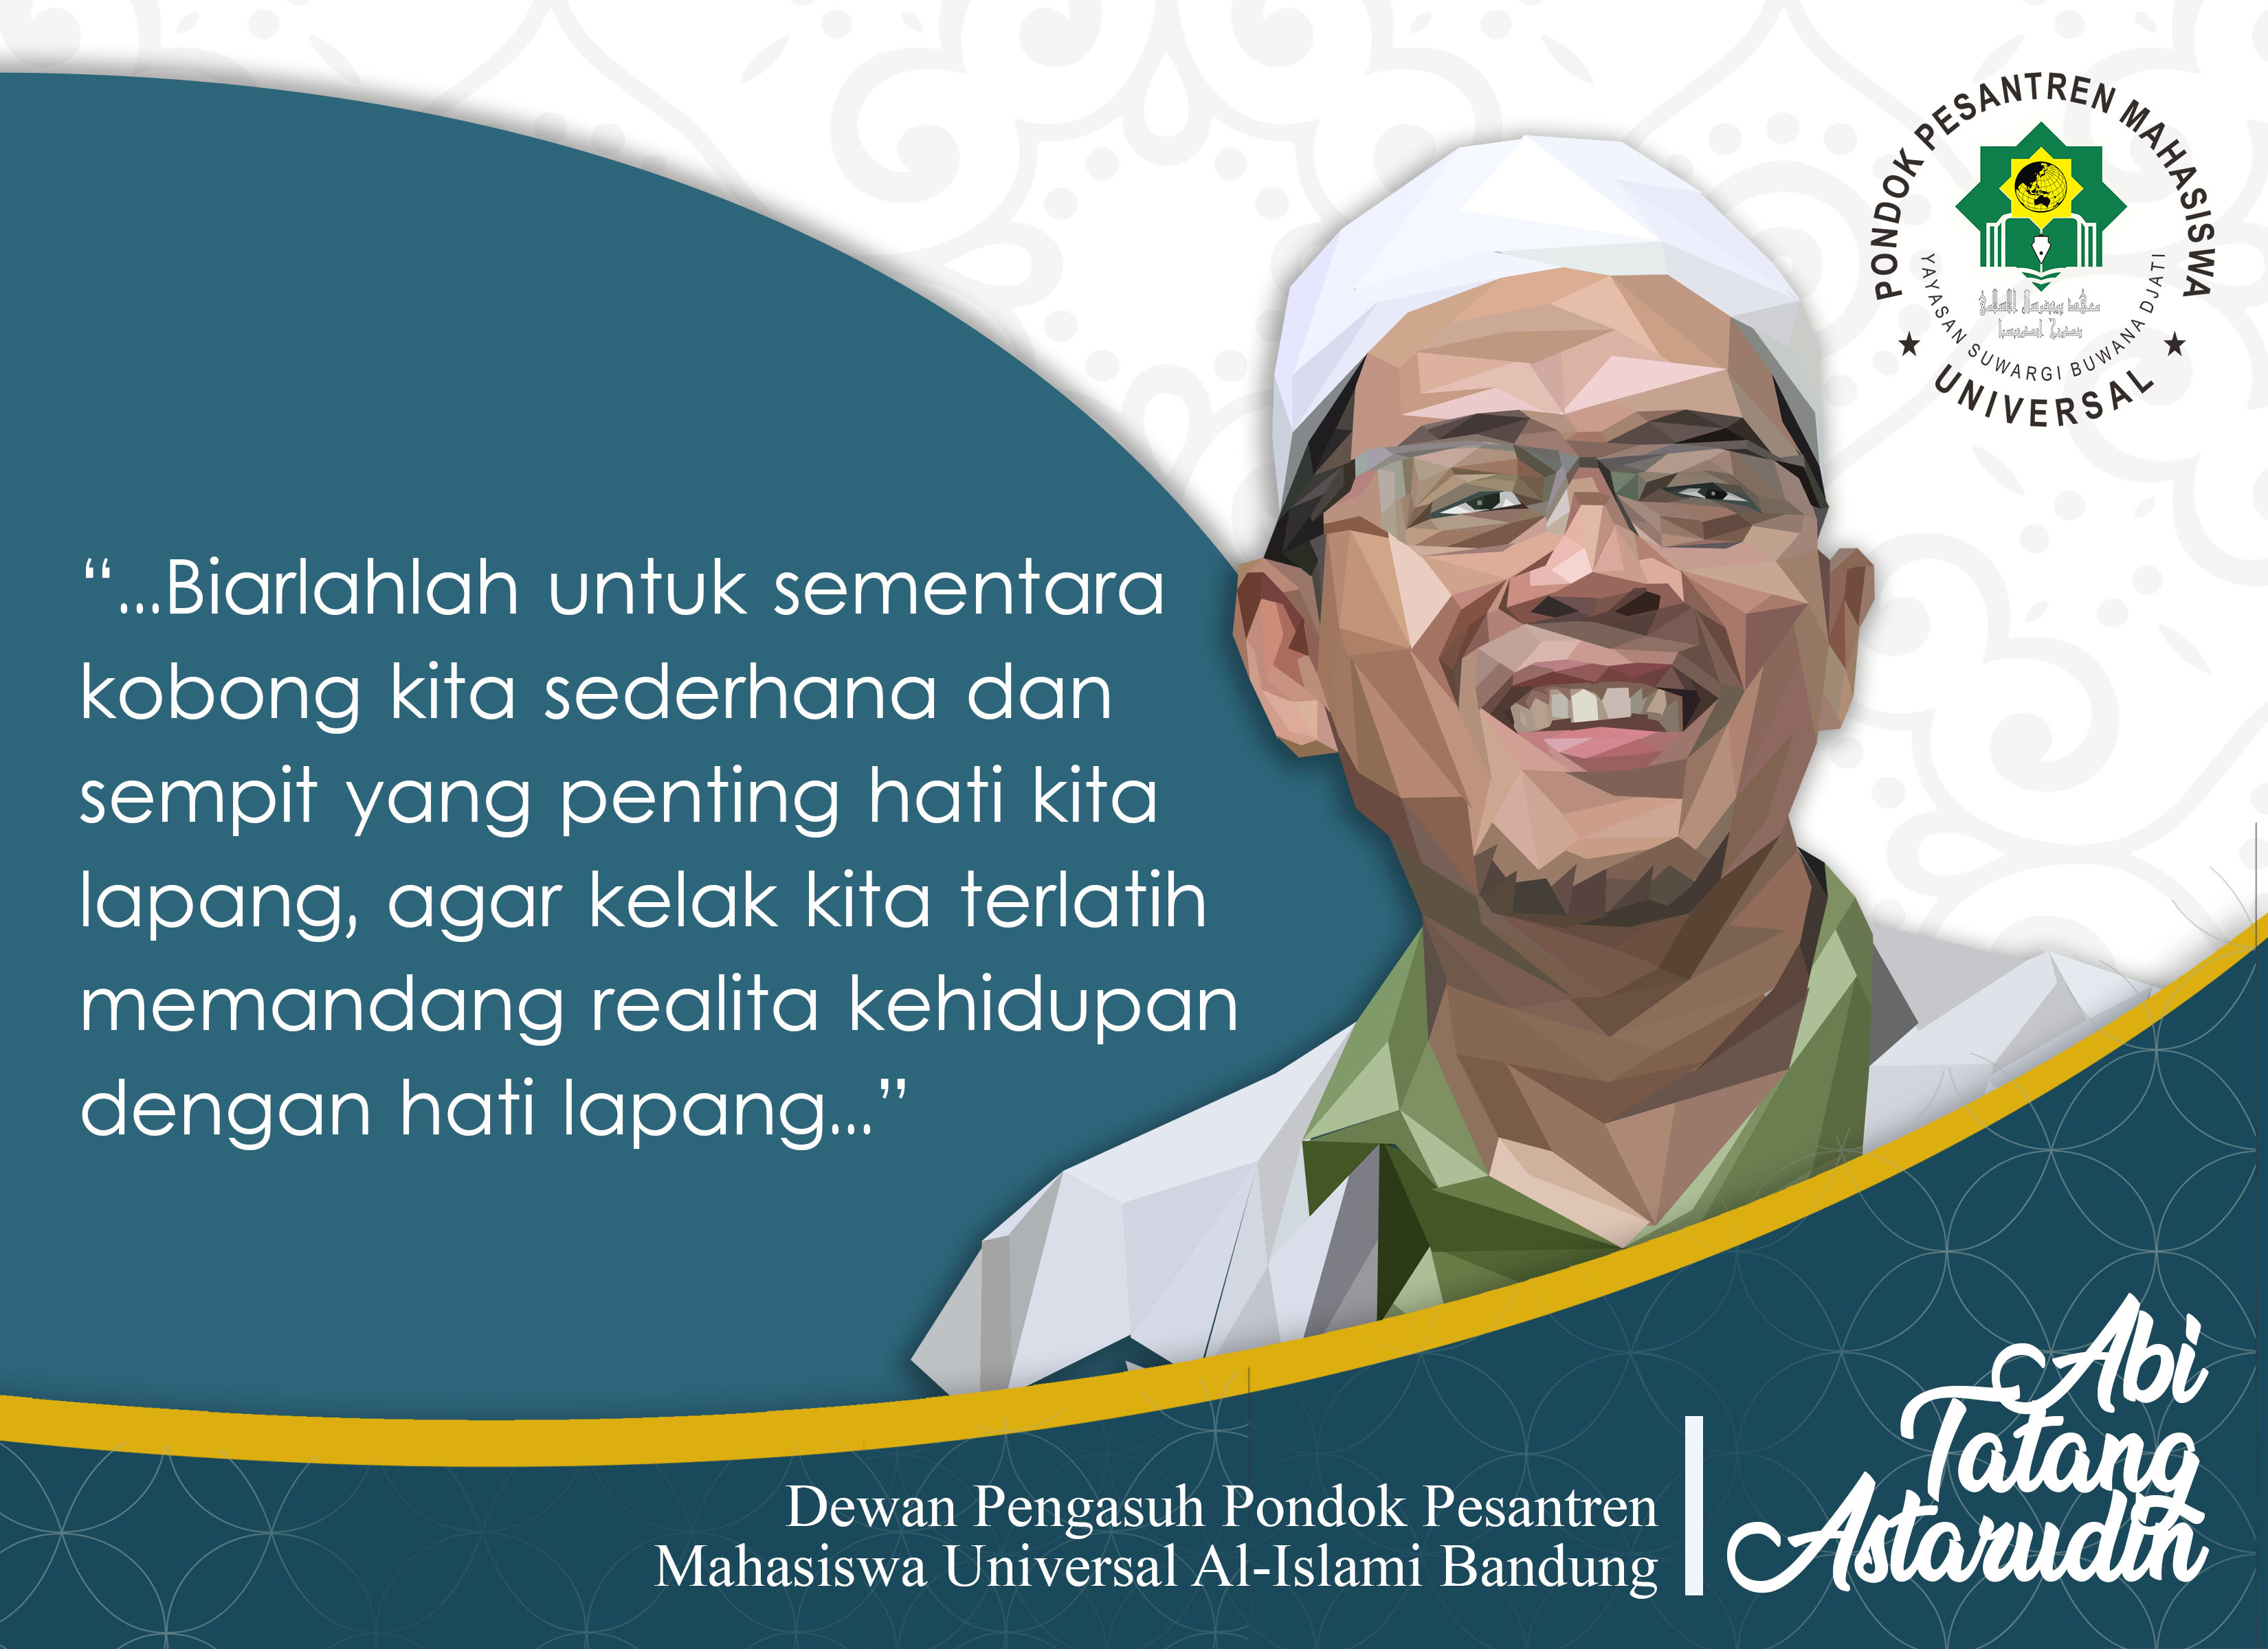 PONDOK PESANTREN MAHASISWA
YAYASAN SUWARGI BUWANA DJATI
★ UNIVERSAL ★
“...Biarlahlah untuk sementara
kobong kita sederhana dan
sempit yang penting hati kita
lapang, agar kelak kita terlatih
memandang realita kehidupan
dengan hati lapang...”
Dewan Pengasuh Pondok Pesantren
Mahasiswa Universal Al-Islami Bandung
Abi
Tatang
Astarudin